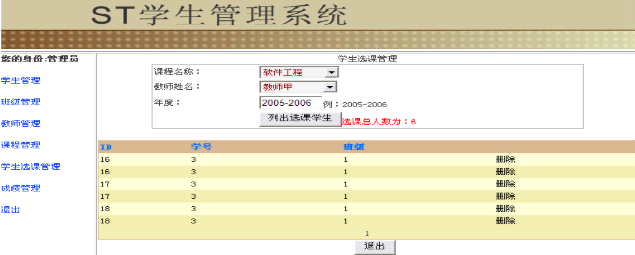 ST学生管理系统
您的身份:管理员
学生管理
班级管理
教师管理
课程管理
学生选课管理
成绩管理
退出
学生选课管理
课程名称： 软件工程
教师姓名： 教师甲
年度： 2005-2006 例：2005-2006
列出选课学生 选课总人数为：6
ID 学号 班级
16 3 1 删除
16 3 1 删除
17 3 1 删除
17 3 1 删除
18 3 1 删除
18 3 1 删除
1
退出